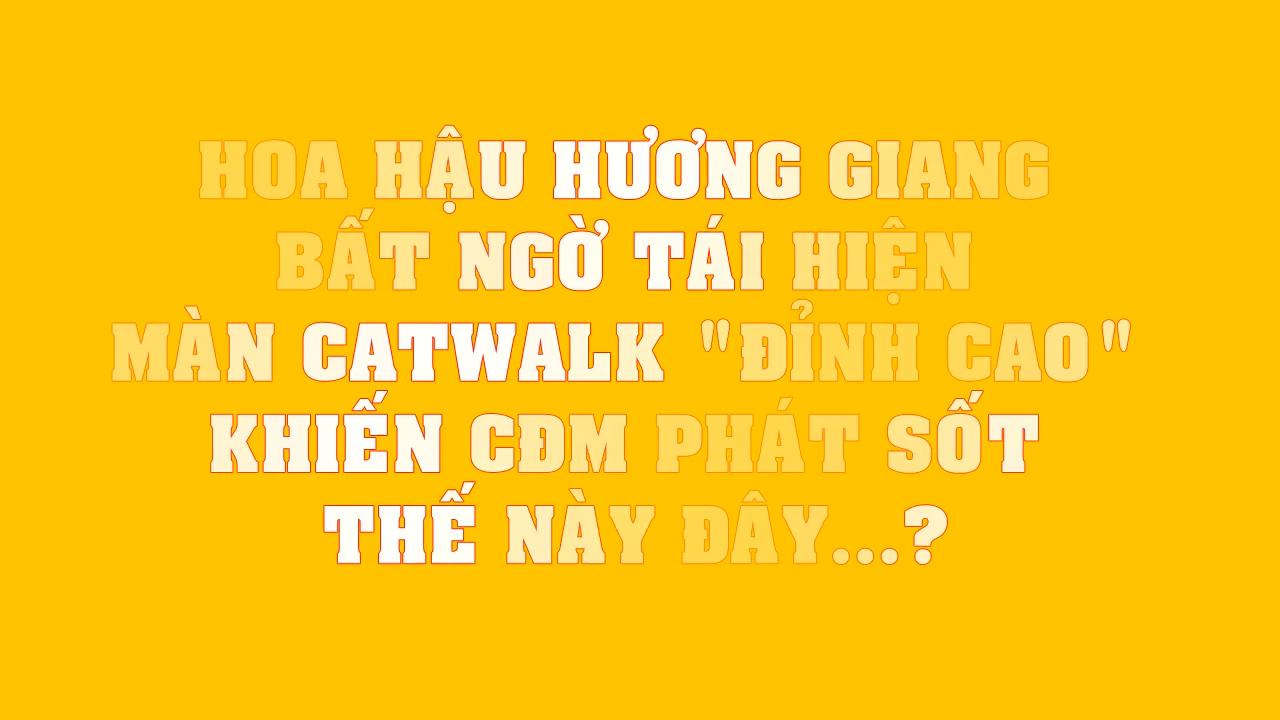 HOA HẬU HƯƠNG GIANG
BẤT NGỜ TÁI HIỆN
MÀN CATWALK "ĐỈNH CAO"
KHIẾN CĐM PHÁT SỐT
THẾ NÀY ĐÂY...?